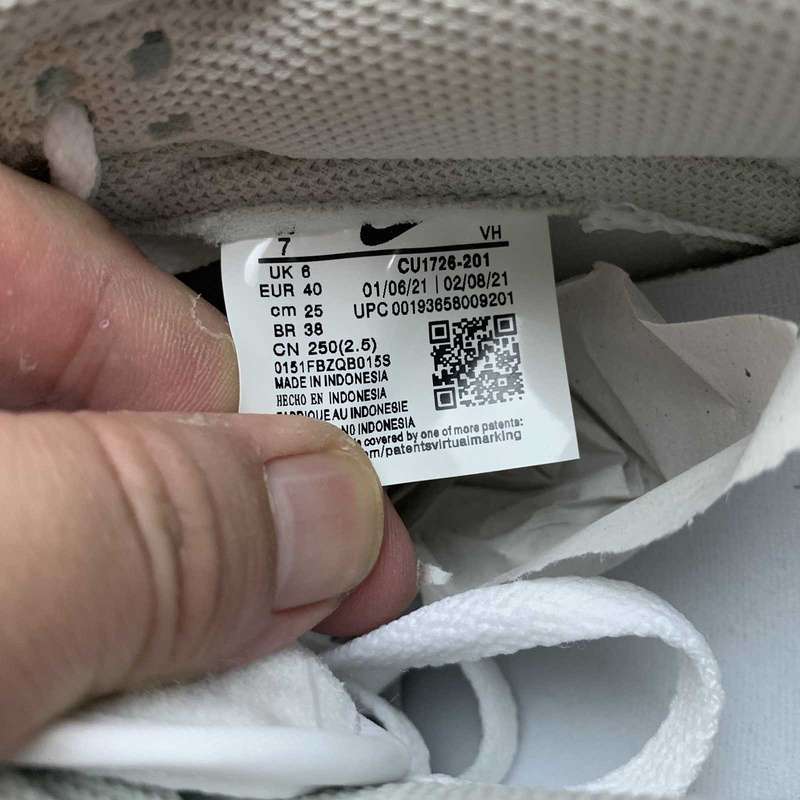 7 VH
UK 6 CU1726-201
EUR 40 01/06/21 | 02/08/21
cm 25 UPC 00193658009201
BR 38
CN 250(2.5)
0151FBZQB015S
MADE IN INDONESIA
HECHO EN INDONESIA
FABRIQUE AU INDONESIE
INDONESIA
covered by one of more patents:
m/patentsvirtualmarking